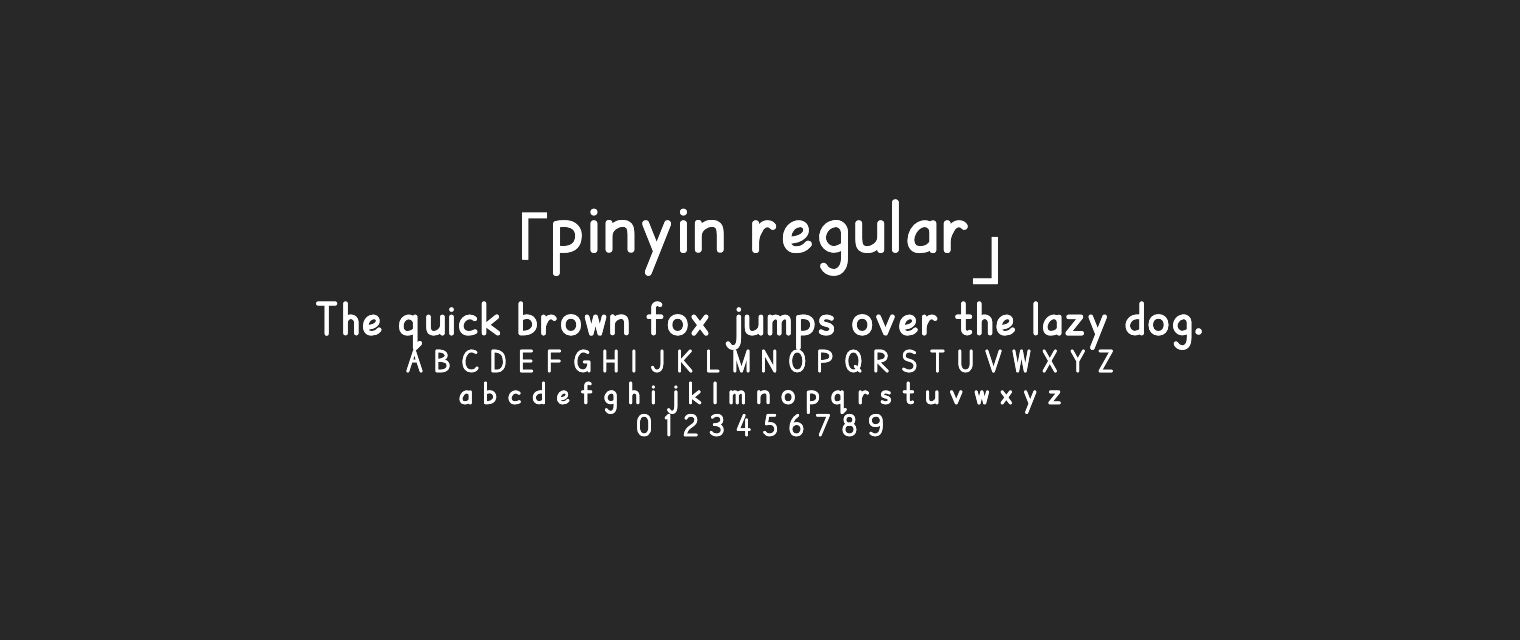 「pinyin regular」
The quick brown fox jumps over the lazy dog.
A B C D E F G H I J K L M N O P Q R S T U V W X Y Z
a b c d e f g h i j k l m n o p q r s t u v w x y z
0 1 2 3 4 5 6 7 8 9